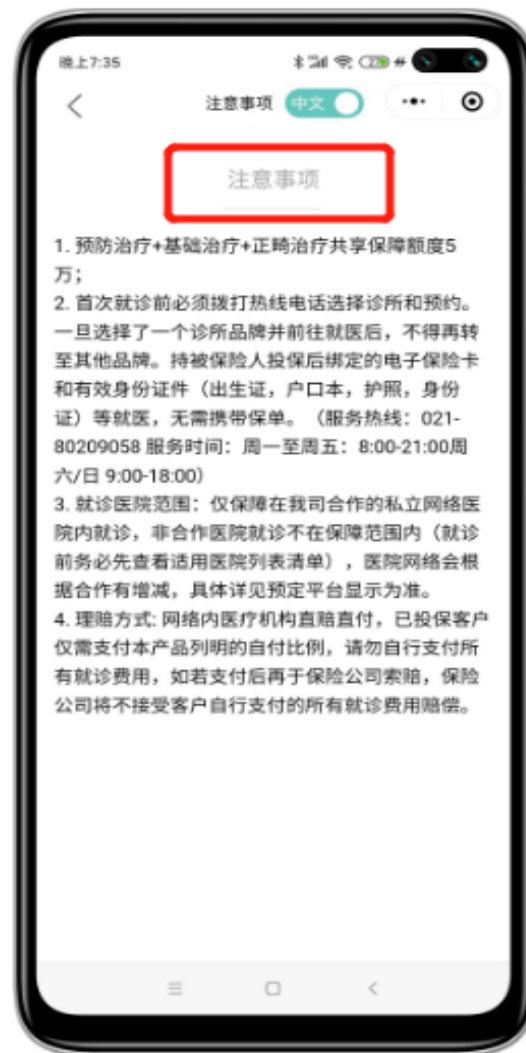 晚上7:35
注意事项 中文
注意事项
1. 预防治疗+基础治疗+正畸治疗共享保障额度5
万；
2. 首次就诊前必须拨打热线电话选择诊所和预约。
一旦选择了一个诊所品牌并前往就医后，不得再转
至其他品牌。持被保险人投保后绑定的电子保险卡
和有效身份证件（出生证，户口本，护照，身份
证）等就医，无需携带保单。（服务热线：021-
80209058 服务时间：周一至周五：8:00-21:00周
六/日 9:00-18:00）
3. 就诊医院范围：仅保障在我司合作的私立网络医
院内就诊，非合作医院就诊不在保障范围内（就诊
前务必先查看适用医院列表清单），医院网络会根
据合作有增减，具体详见预定平台显示为准。
4. 理赔方式: 网络内医疗机构直赔直付，已投保客户
仅需支付本产品列明的自付比例，请勿自行支付所
有就诊费用，如若支付后再于保险公司索赔，保险
公司将不接受客户自行支付的所有就诊费用赔偿。